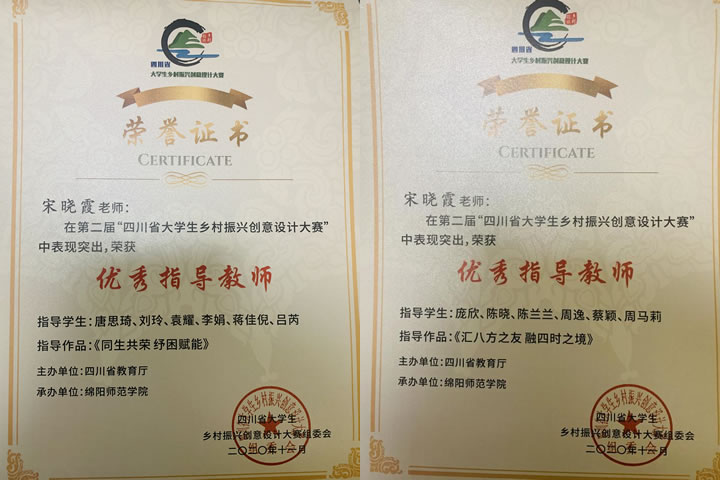 四川省
大学生乡村振兴创意设计大赛
荣誉证书
CERTIFICATE
宋晓霞老师：
在第二届“四川省大学生乡村振兴创意设计大赛”
中表现突出，荣获
优秀指导教师
指导学生：唐思琦、刘玲、袁耀、李娟、蒋佳倪、吕芮
指导作品：《同生共荣 纾困赋能》
主办单位：四川省教育厅
承办单位：绵阳师范学院
四川省大学生
乡村振兴创意设计大赛组委会
二〇二〇年十一月
四川省
大学生乡村振兴创意设计大赛
荣誉证书
CERTIFICATE
宋晓霞老师：
在第二届“四川省大学生乡村振兴创意设计大赛”
中表现突出，荣获
优秀指导教师
指导学生：庞欣、陈晓、陈兰兰、周逸、蔡颖、周马莉
指导作品：《汇八方之友 融四时之境》
主办单位：四川省教育厅
承办单位：绵阳师范学院
四川省大学生
乡村振兴创意设计大赛组委会
二〇二〇年十一月